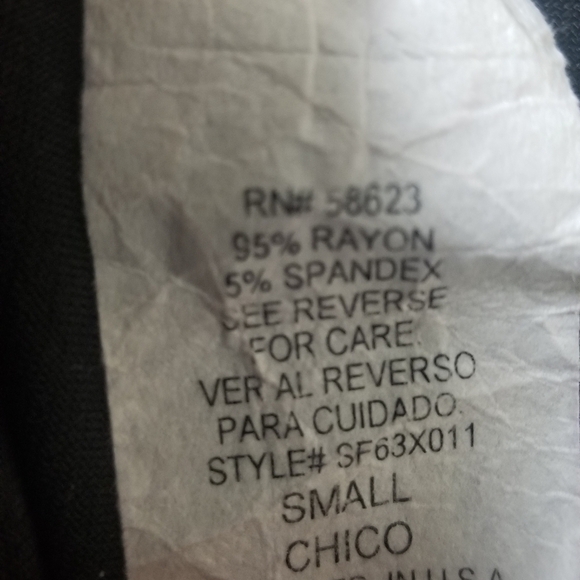 RN# 58623
95% RAYON
5% SPANDEX
SEE REVERSE
FOR CARE.
VER AL REVERSO
PARA CUIDADO.
STYLE# SF63X011
SMALL
CHICO
IN U.S.A